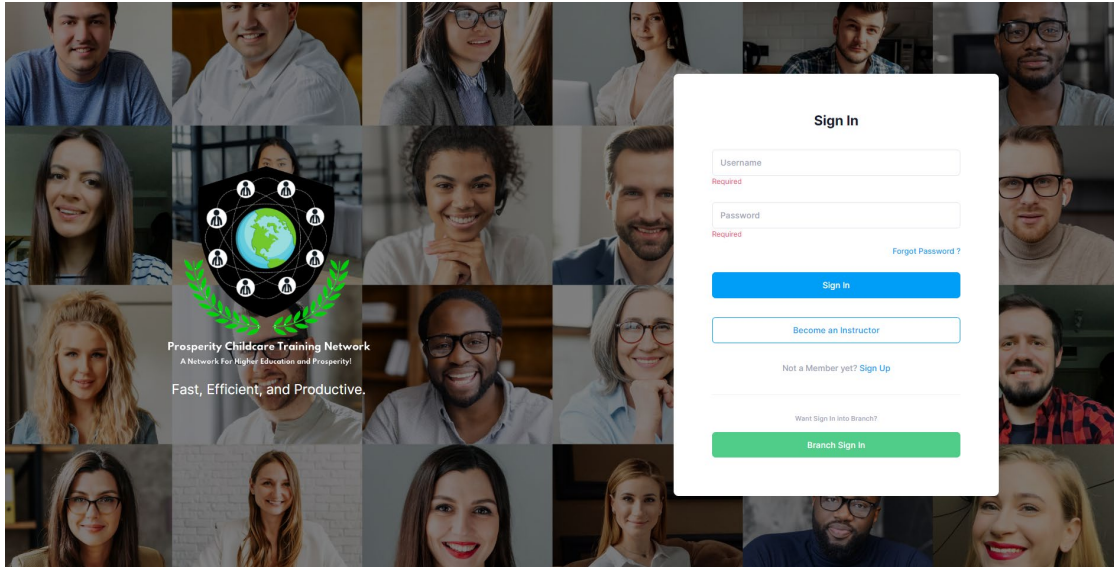 Prosperity Childcare Training Network
A Network For Higher Education and Prosperity!
Fast, Efficient, and Productive.
Sign In
Username
Required
Password
Required
Forgot Password ?
Sign In
Become an Instructor
Not a Member yet? Sign Up
Want Sign In into Branch?
Branch Sign In